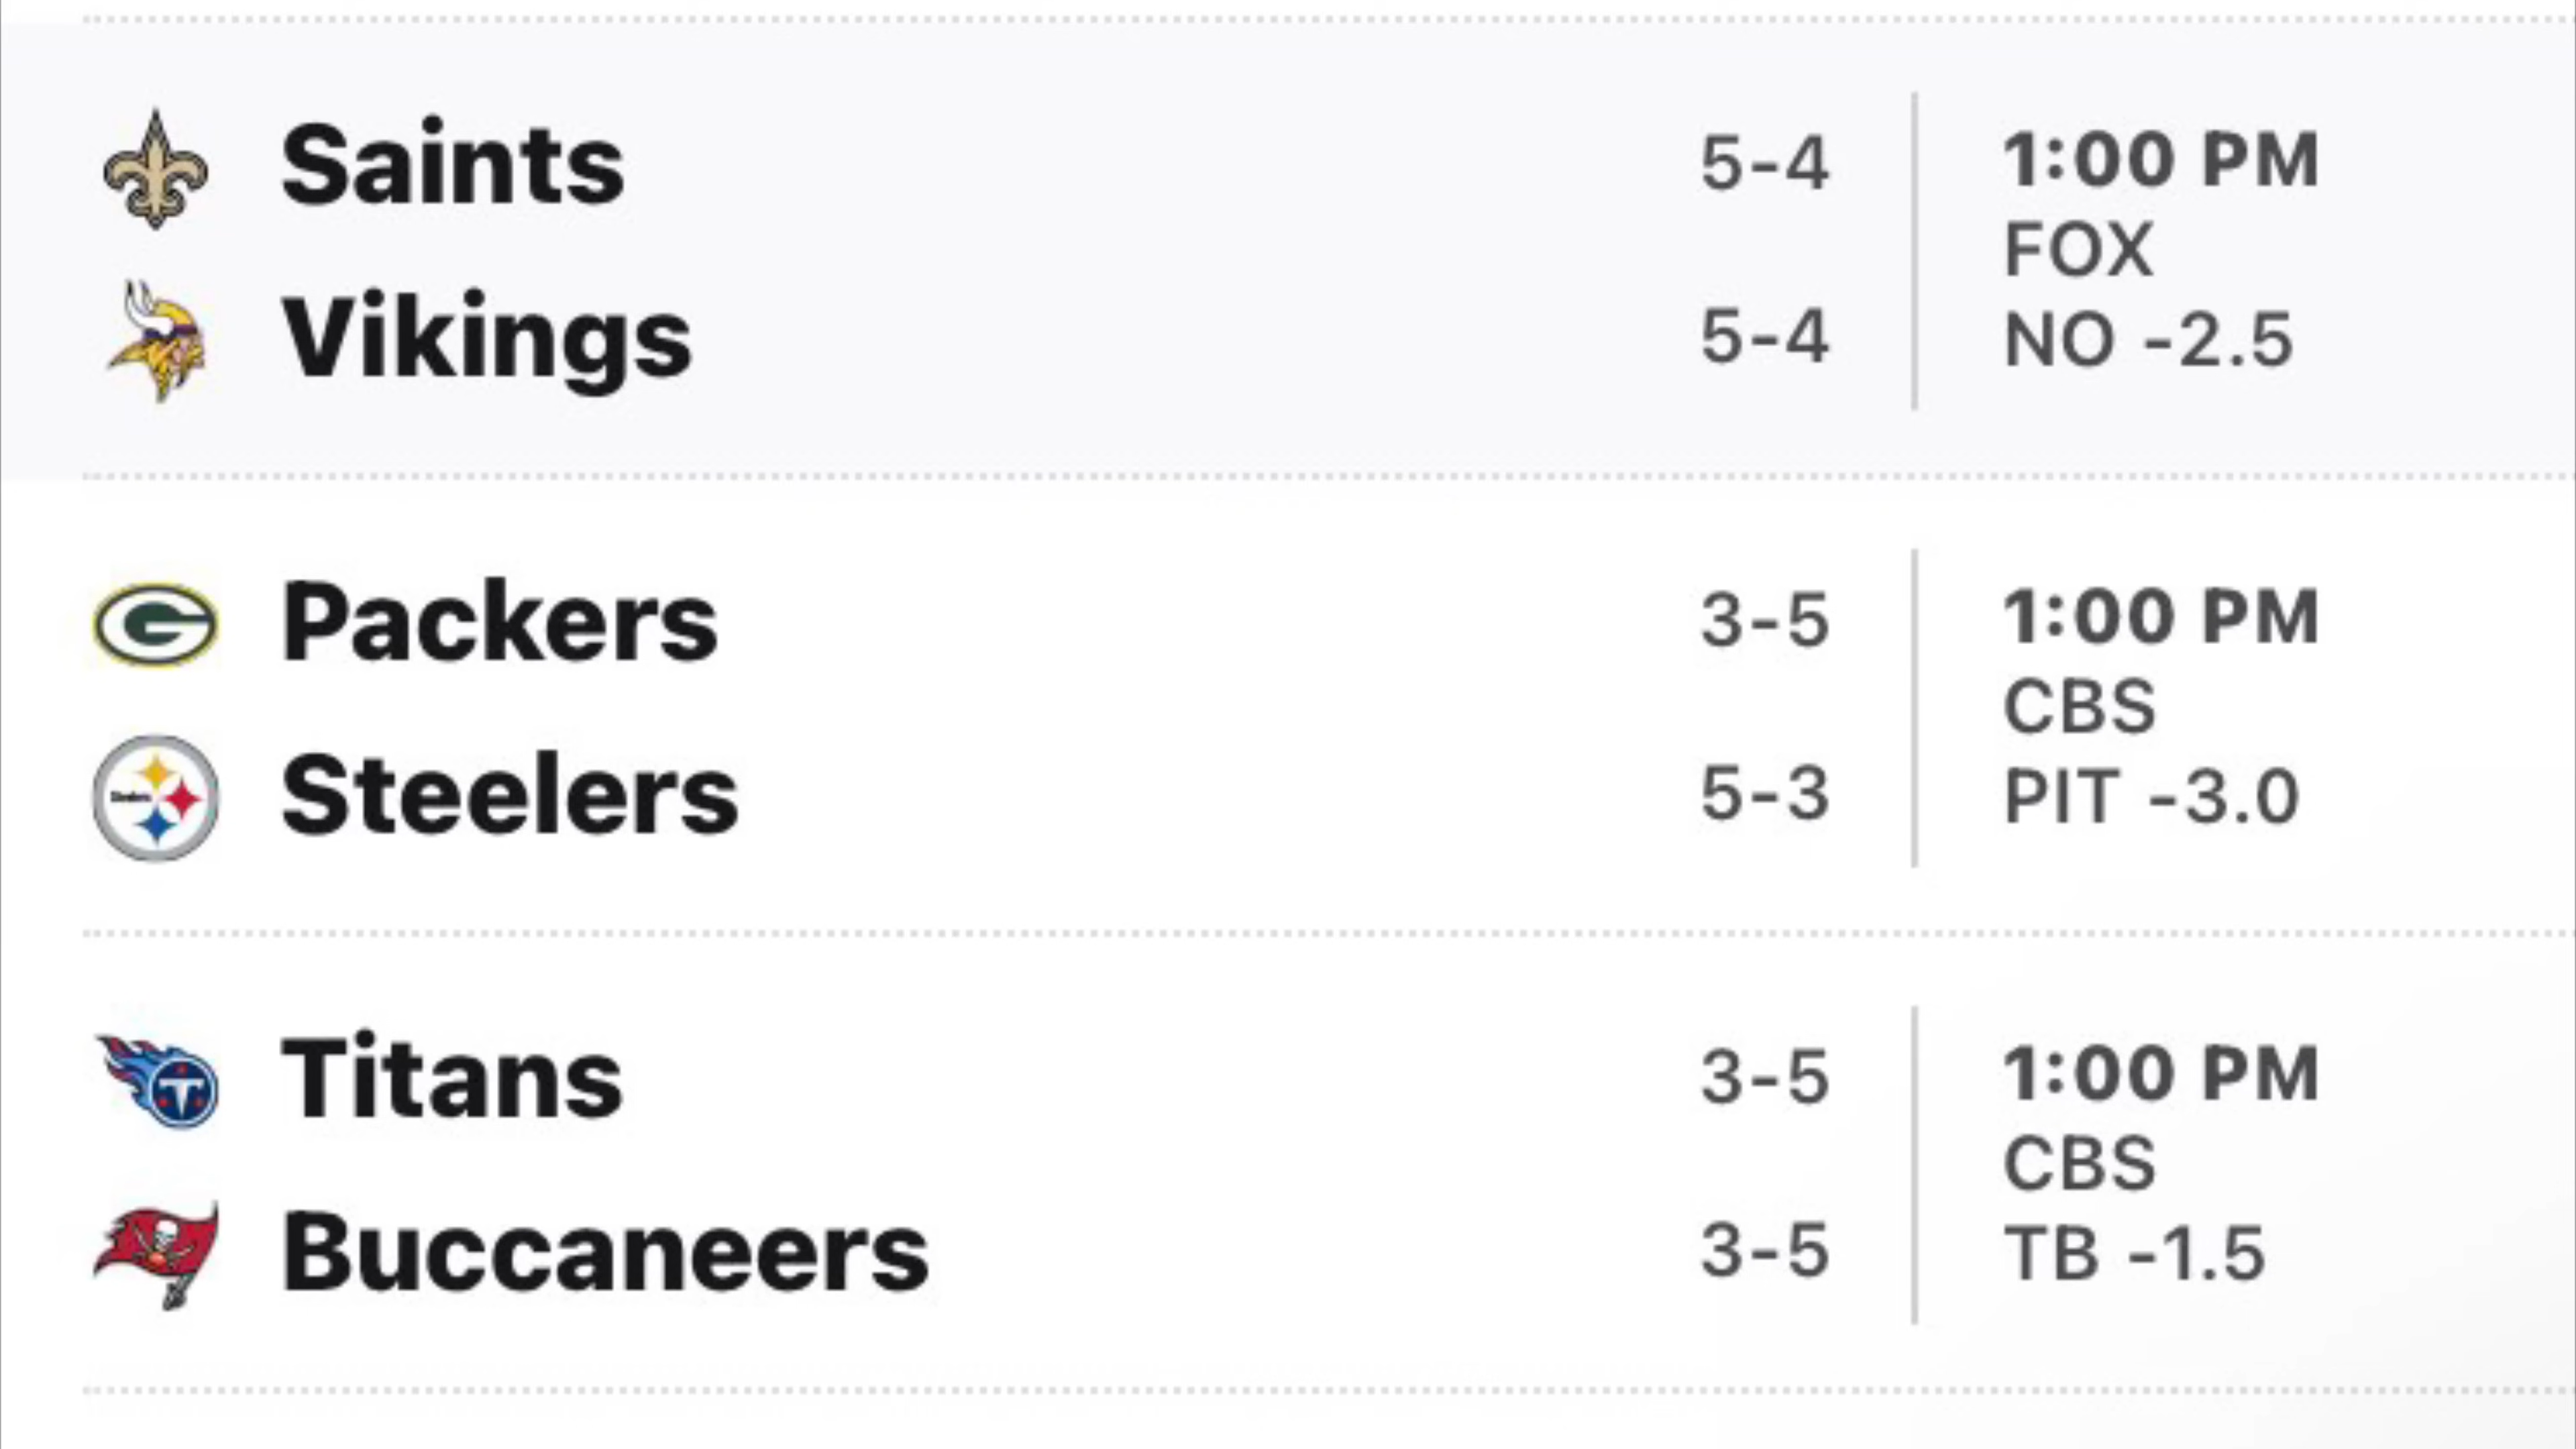 Saints 5-4
Vikings 5-4
1:00 PM
FOX
NO -2.5
Packers 3-5
Steelers 5-3
1:00 PM
CBS
PIT -3.0
Titans 3-5
Buccaneers 3-5
1:00 PM
CBS
TB -1.5